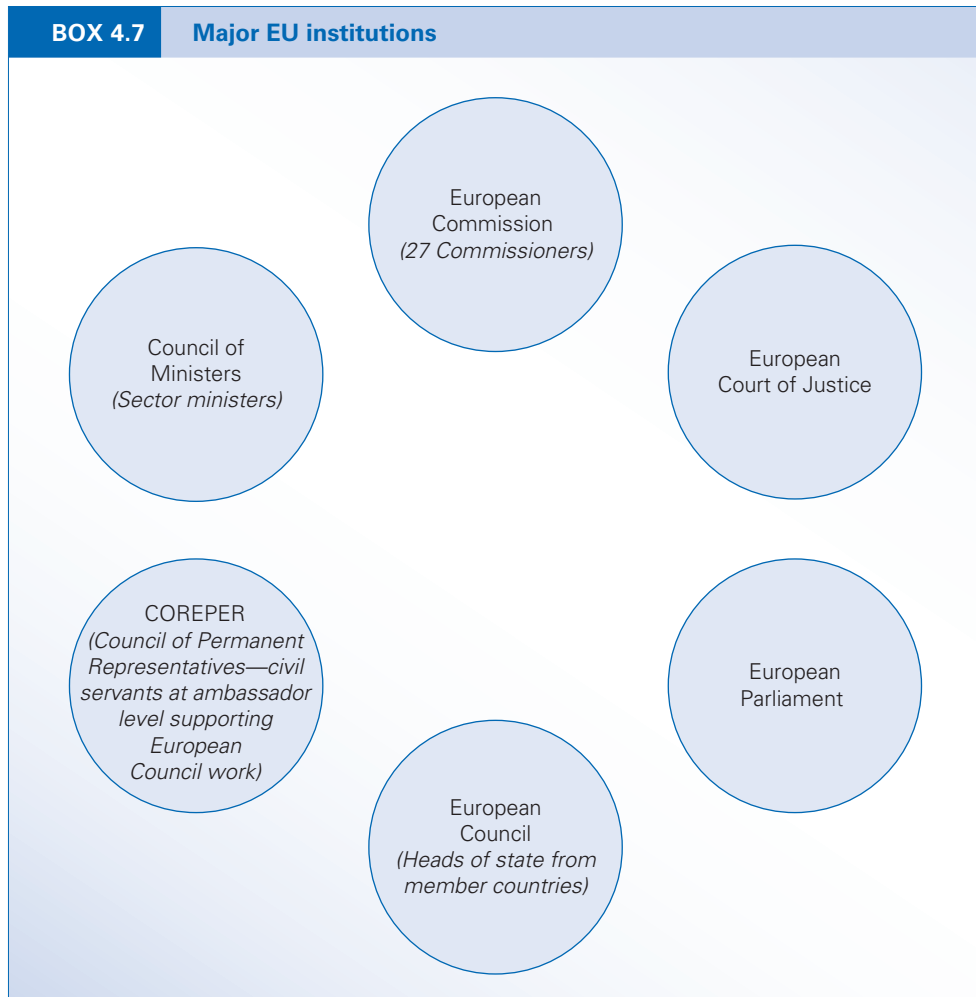 BOX 4.7 Major EU institutions
European
Commission
(27 Commissioners)
Council of
Ministers
(Sector ministers)
European
Court of Justice
COREPER
(Council of Permanent
Representatives—civil
servants at ambassador
level supporting
European
Council work)
European
Parliament
European
Council
(Heads of state from
member countries)